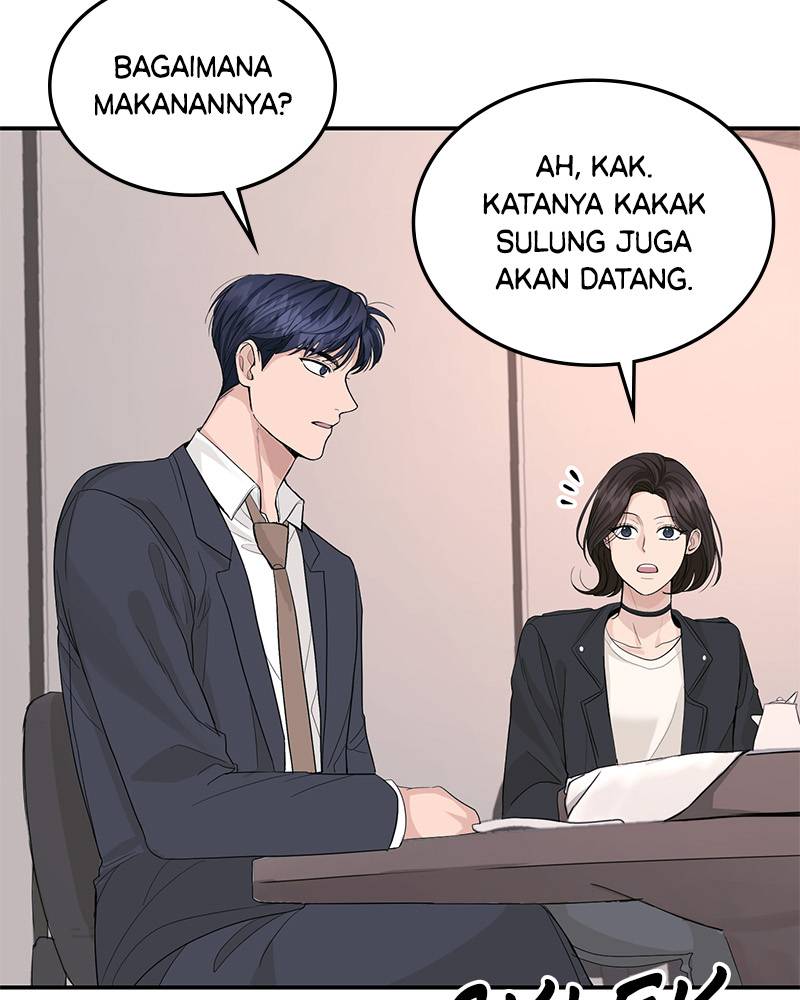 BAGAIMANA
MAKANANNYA?
AH, KAK.
KATANYA KAKAK
SULUNG JUGA
AKAN DATANG.